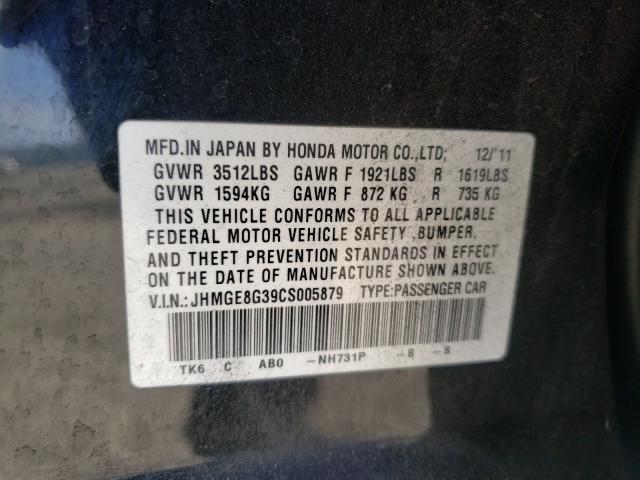 MFD.IN JAPAN BY HONDA MOTOR CO.,LTD; 12/'11
GVWR 3512LBS GAWR F 1921LBS R 1619LBS
GVWR 1594KG GAWR F 872 KG R 735 KG
THIS VEHICLE CONFORMS TO ALL APPLICABLE
FEDERAL MOTOR VEHICLE SAFETY ,BUMPER,
AND THEFT PREVENTION STANDARDS IN EFFECT
ON THE DATE OF MANUFACTURE SHOWN ABOVE.
V.I.N.: JHMGE8G39CS005879 TYPE:PASSENGER CAR
TK6 C AB0 -NH731P -8 -S